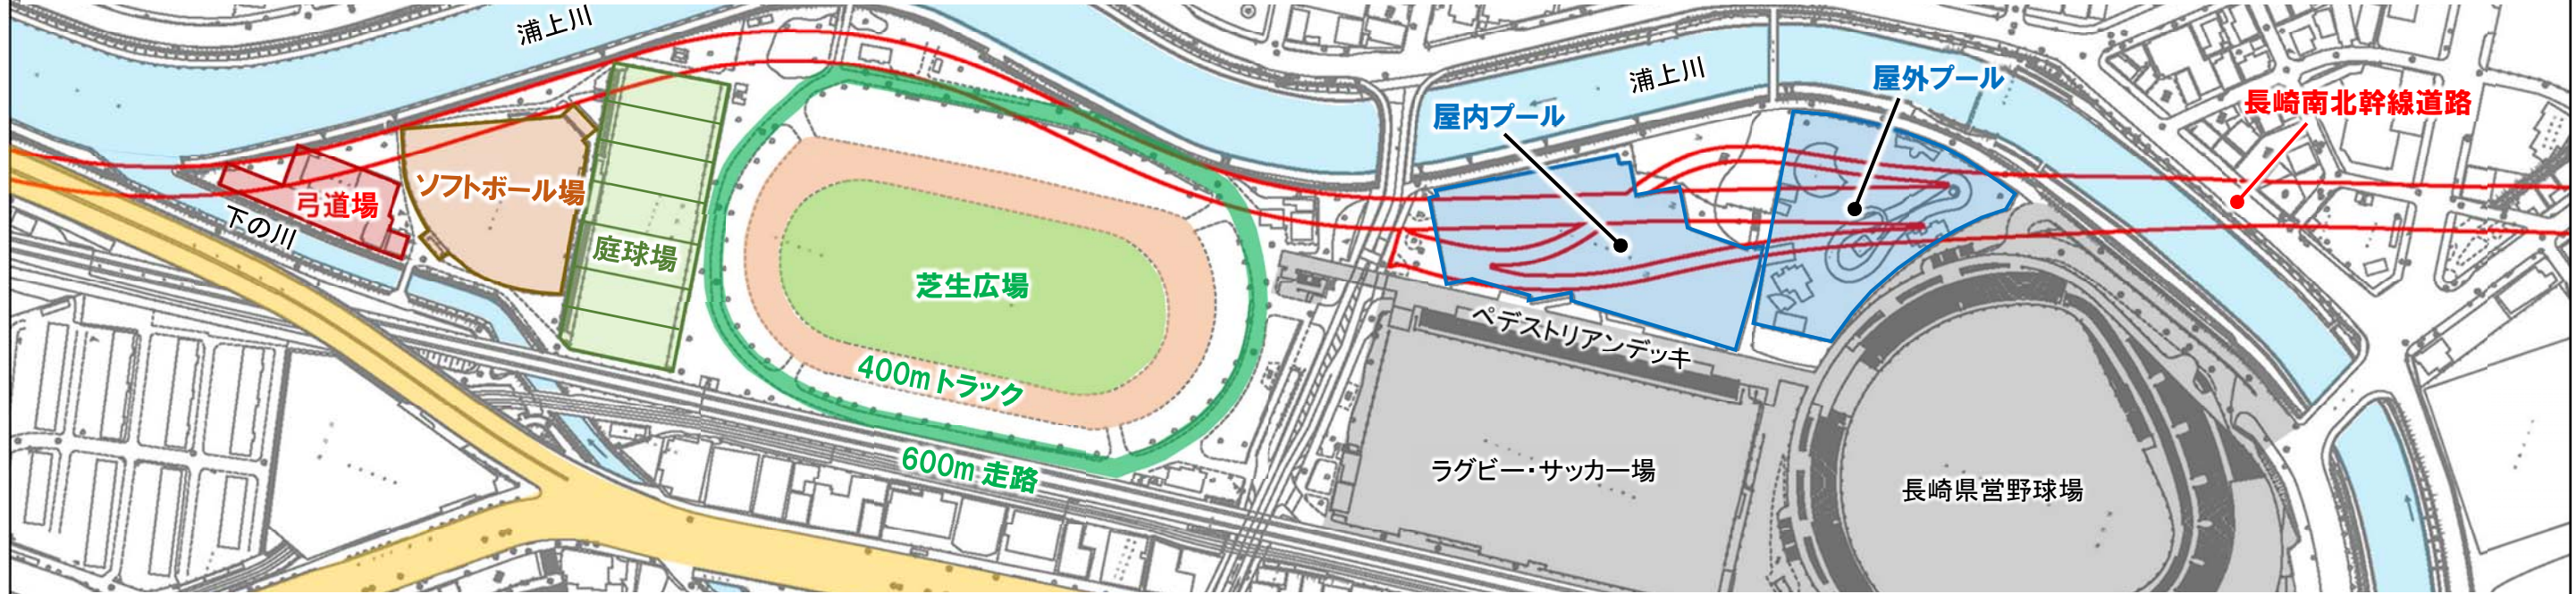 浦上川
浦上川
屋外プール
長崎南北幹線道路
屋内プール
ソフトボール場
弓道場
下の川
庭球場
芝生広場
ペデストリアンデッキ
400mトラック
600m 走路
ラグビー・サッカー場
長崎県営野球場